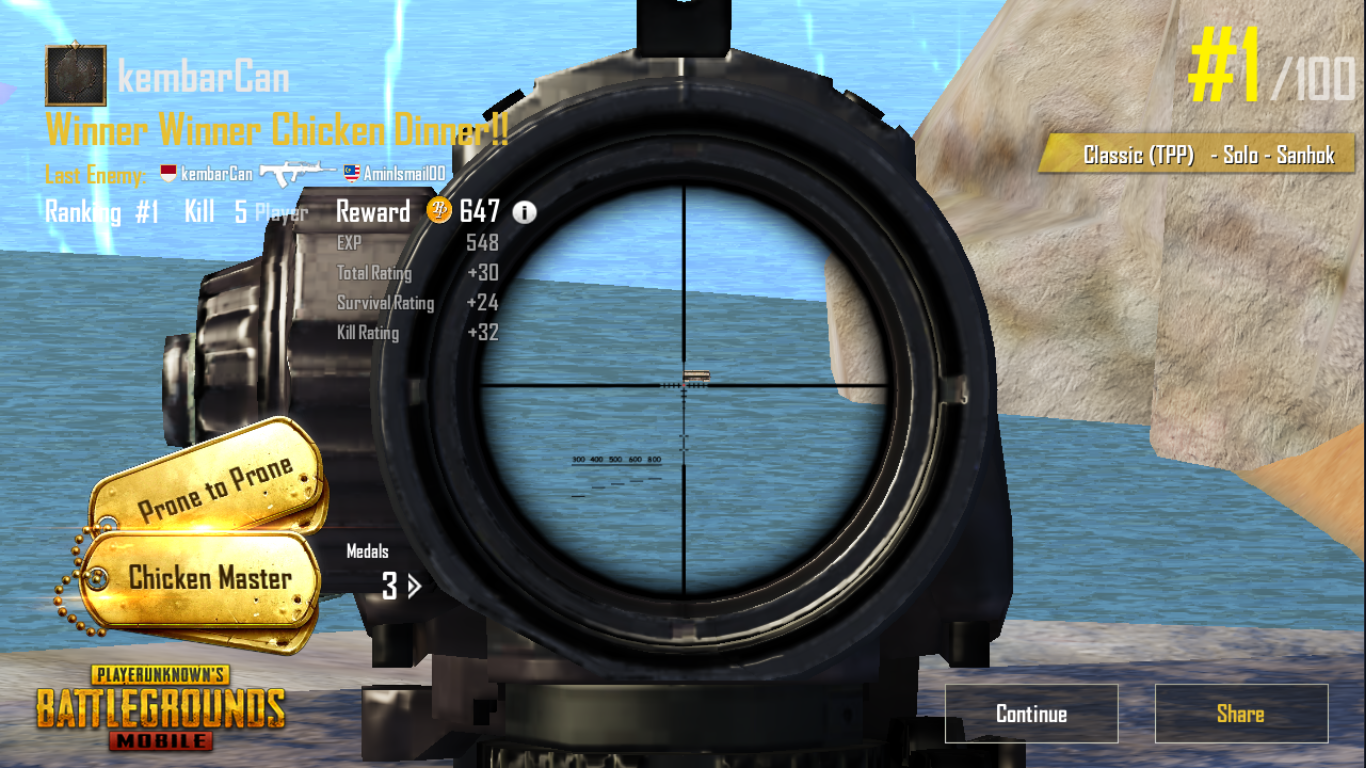 kembarCan
#1 /100
Winner Winner Chicken Dinner!!
Classic (TPP) - Solo - Sanhok
Last Enemy: kembarCan AminIsmail00
Ranking #1 Kill 5 Player Reward RP 647 i
EXP 548
Total Rating +30
Survival Rating +24
Kill Rating +32
300 400 500 600 800
Prone to Prone
Chicken Master
Medals
3
PLAYERUNKNOWN'S
BATTLEGROUNDS
MOBILE
Continue
Share